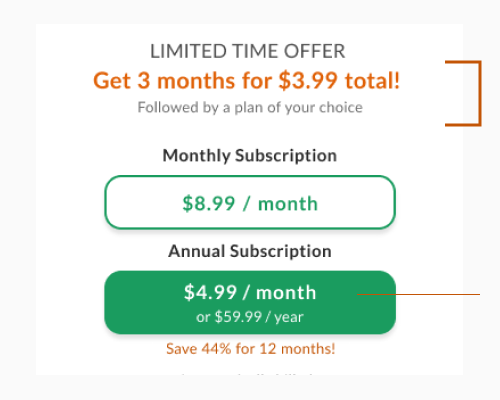 LIMITED TIME OFFER
Get 3 months for $3.99 total!
Followed by a plan of your choice
Monthly Subscription
$8.99 / month
Annual Subscription
$4.99 / month
or $59.99 / year
Save 44% for 12 months!